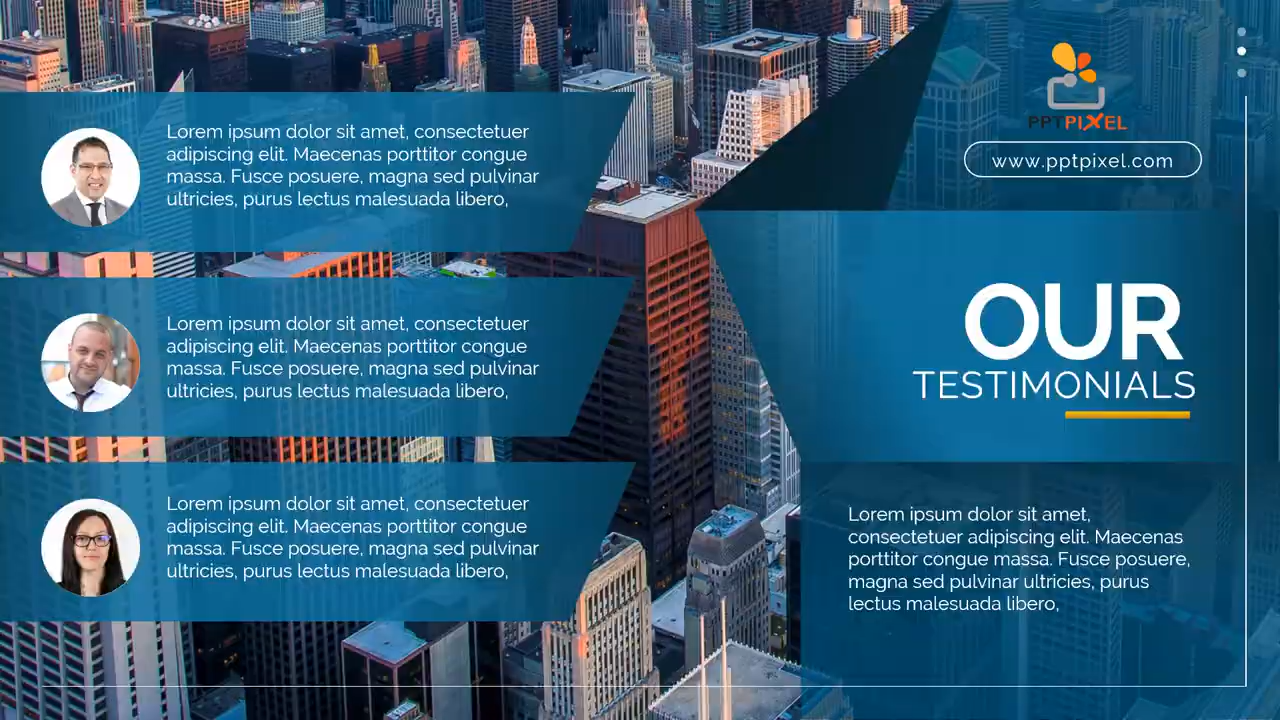 Lorem ipsum dolor sit amet, consectetuer
adipiscing elit. Maecenas porttitor congue
massa. Fusce posuere, magna sed pulvinar
ultricies, purus lectus malesuada libero,
Lorem ipsum dolor sit amet, consectetuer
adipiscing elit. Maecenas porttitor congue
massa. Fusce posuere, magna sed pulvinar
ultricies, purus lectus malesuada libero,
Lorem ipsum dolor sit amet, consectetuer
adipiscing elit. Maecenas porttitor congue
massa. Fusce posuere, magna sed pulvinar
ultricies, purus lectus malesuada libero,
PPTPIXEL
www.pptpixel.com
OUR
TESTIMONIALS
Lorem ipsum dolor sit amet,
consectetuer adipiscing elit. Maecenas
porttitor congue massa. Fusce posuere,
magna sed pulvinar ultricies, purus
lectus malesuada libero,